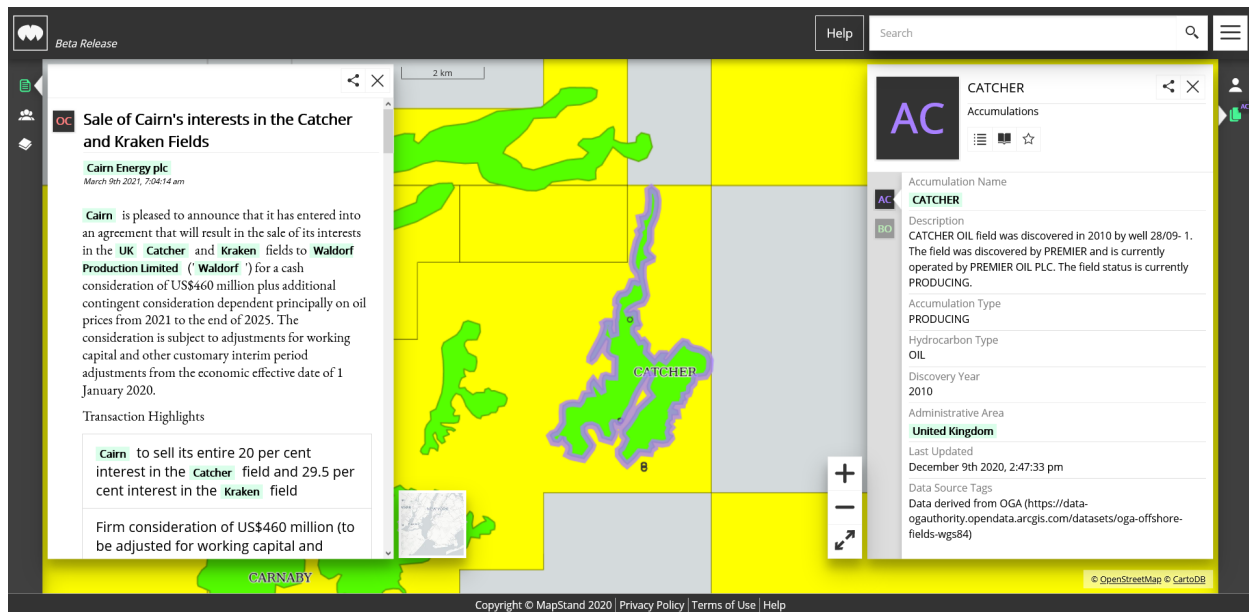 Beta Release
Help
Search
2 km
OC
Sale of Cairn's interests in the Catcher
and Kraken Fields
Cairn Energy plc
March 9th 2021, 7:04:14 am
Cairn is pleased to announce that it has entered into
an agreement that will result in the sale of its interests
in the UK Catcher and Kraken fields to Waldorf
Production Limited (' Waldorf ') for a cash
consideration of US$460 million plus additional
contingent consideration dependent principally on oil
prices from 2021 to the end of 2025. The
consideration is subject to adjustments for working
capital and other customary interim period
adjustments from the economic effective date of 1
January 2020.
Transaction Highlights
Cairn to sell its entire 20 per cent
interest in the Catcher field and 29.5 per
cent interest in the Kraken field
Firm consideration of US$460 million (to
be adjusted for working capital and
CATCHER
CARNABY
AC
CATCHER
Accumulations
AC
AC
BO
Accumulation Name
CATCHER
Description
CATCHER OIL field was discovered in 2010 by well 28/09- 1.
The field was discovered by PREMIER and is currently
operated by PREMIER OIL PLC. The field status is currently
PRODUCING.
Accumulation Type
PRODUCING
Hydrocarbon Type
OIL
Discovery Year
2010
Administrative Area
United Kingdom
Last Updated
December 9th 2020, 2:47:33 pm
Data Source Tags
Data derived from OGA (https://data-
ogauthority.opendata.arcgis.com/datasets/oga-offshore-
fields-wgs84)
© OpenStreetMap © CartoDB
Copyright © MapStand 2020 | Privacy Policy | Terms of Use | Help